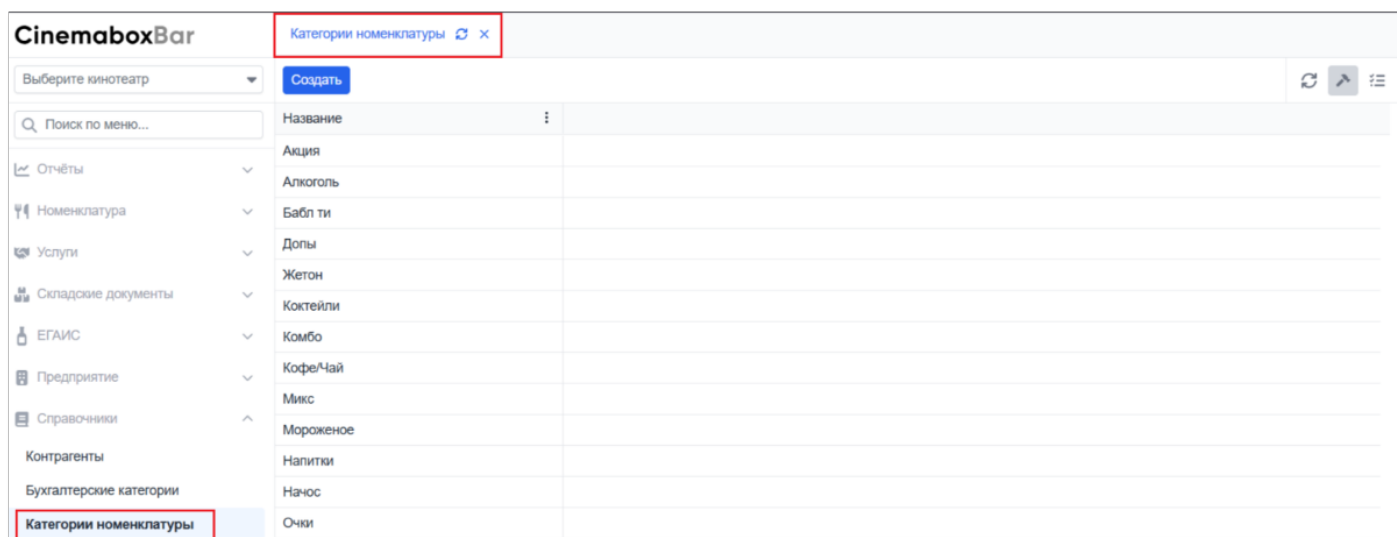 CinemaboxBar
Категории номенклатуры
Выберите кинотеатр
Создать
Поиск по меню...
Название
Акция
Отчёты
Алкоголь
Номенклатура
Бабл ти
Допы
Услуги
Жетон
Складские документы
Коктейли
ЕГАИС
Комбо
Кофе/Чай
Предприятие
Микс
Справочники
Мороженое
Контрагенты
Напитки
Бухгалтерские категории
Начос
Категории номенклатуры
Очки